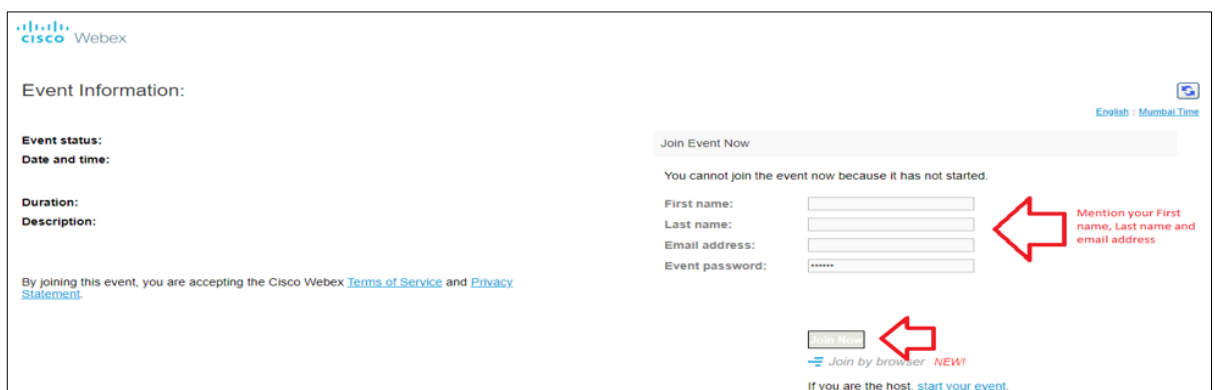 cisco Webex
Event Information:
English : Mumbai Time
Event status:
Date and time:
Duration:
Description:
By joining this event, you are accepting the Cisco Webex Terms of Service and Privacy
Statement.
Join Event Now
You cannot join the event now because it has not started.
First name:
Last name:
Email address:
Event password: ••••••
Mention your First
name, Last name and
email address
Join Now
Join by browser NEW!
If you are the host, start your event.